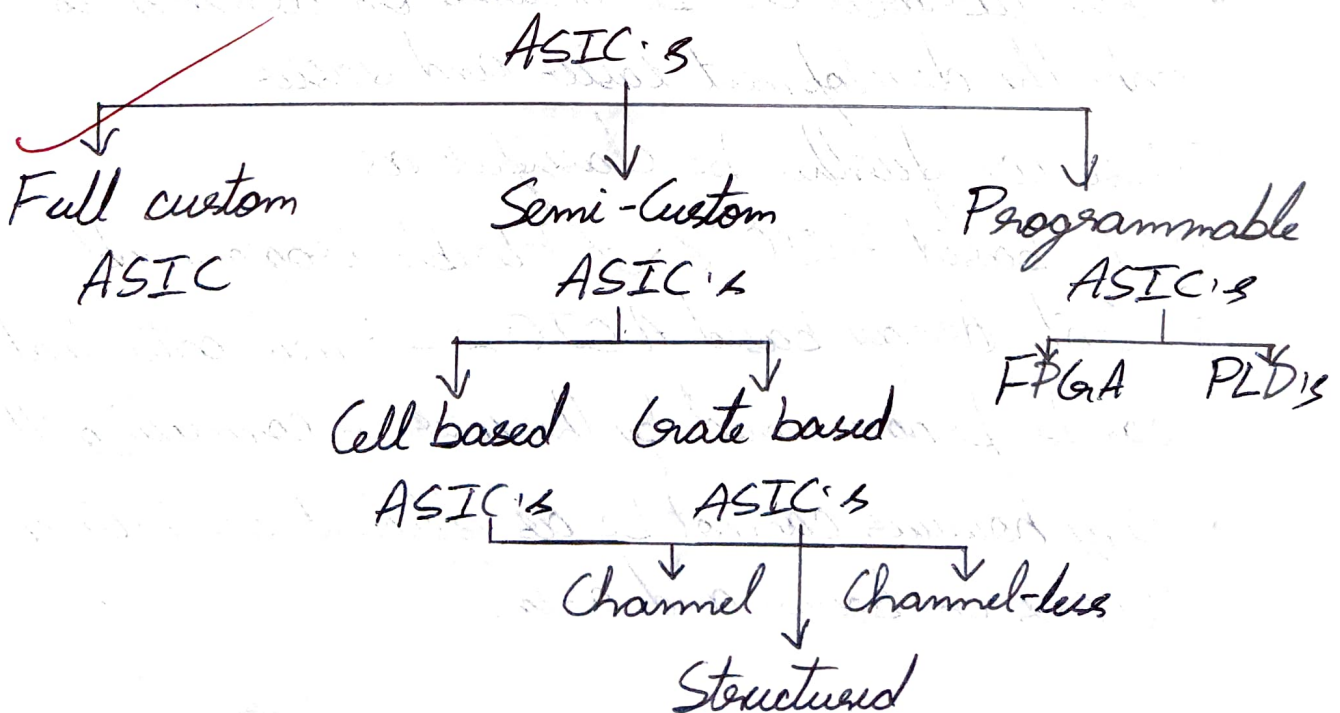 ASIC's
Full custom Semi-Custom Programmable
ASIC ASIC's ASIC's
FPGA PLD's
Cell based Gate based
ASIC's ASIC's
Channel Channel-less
Structured